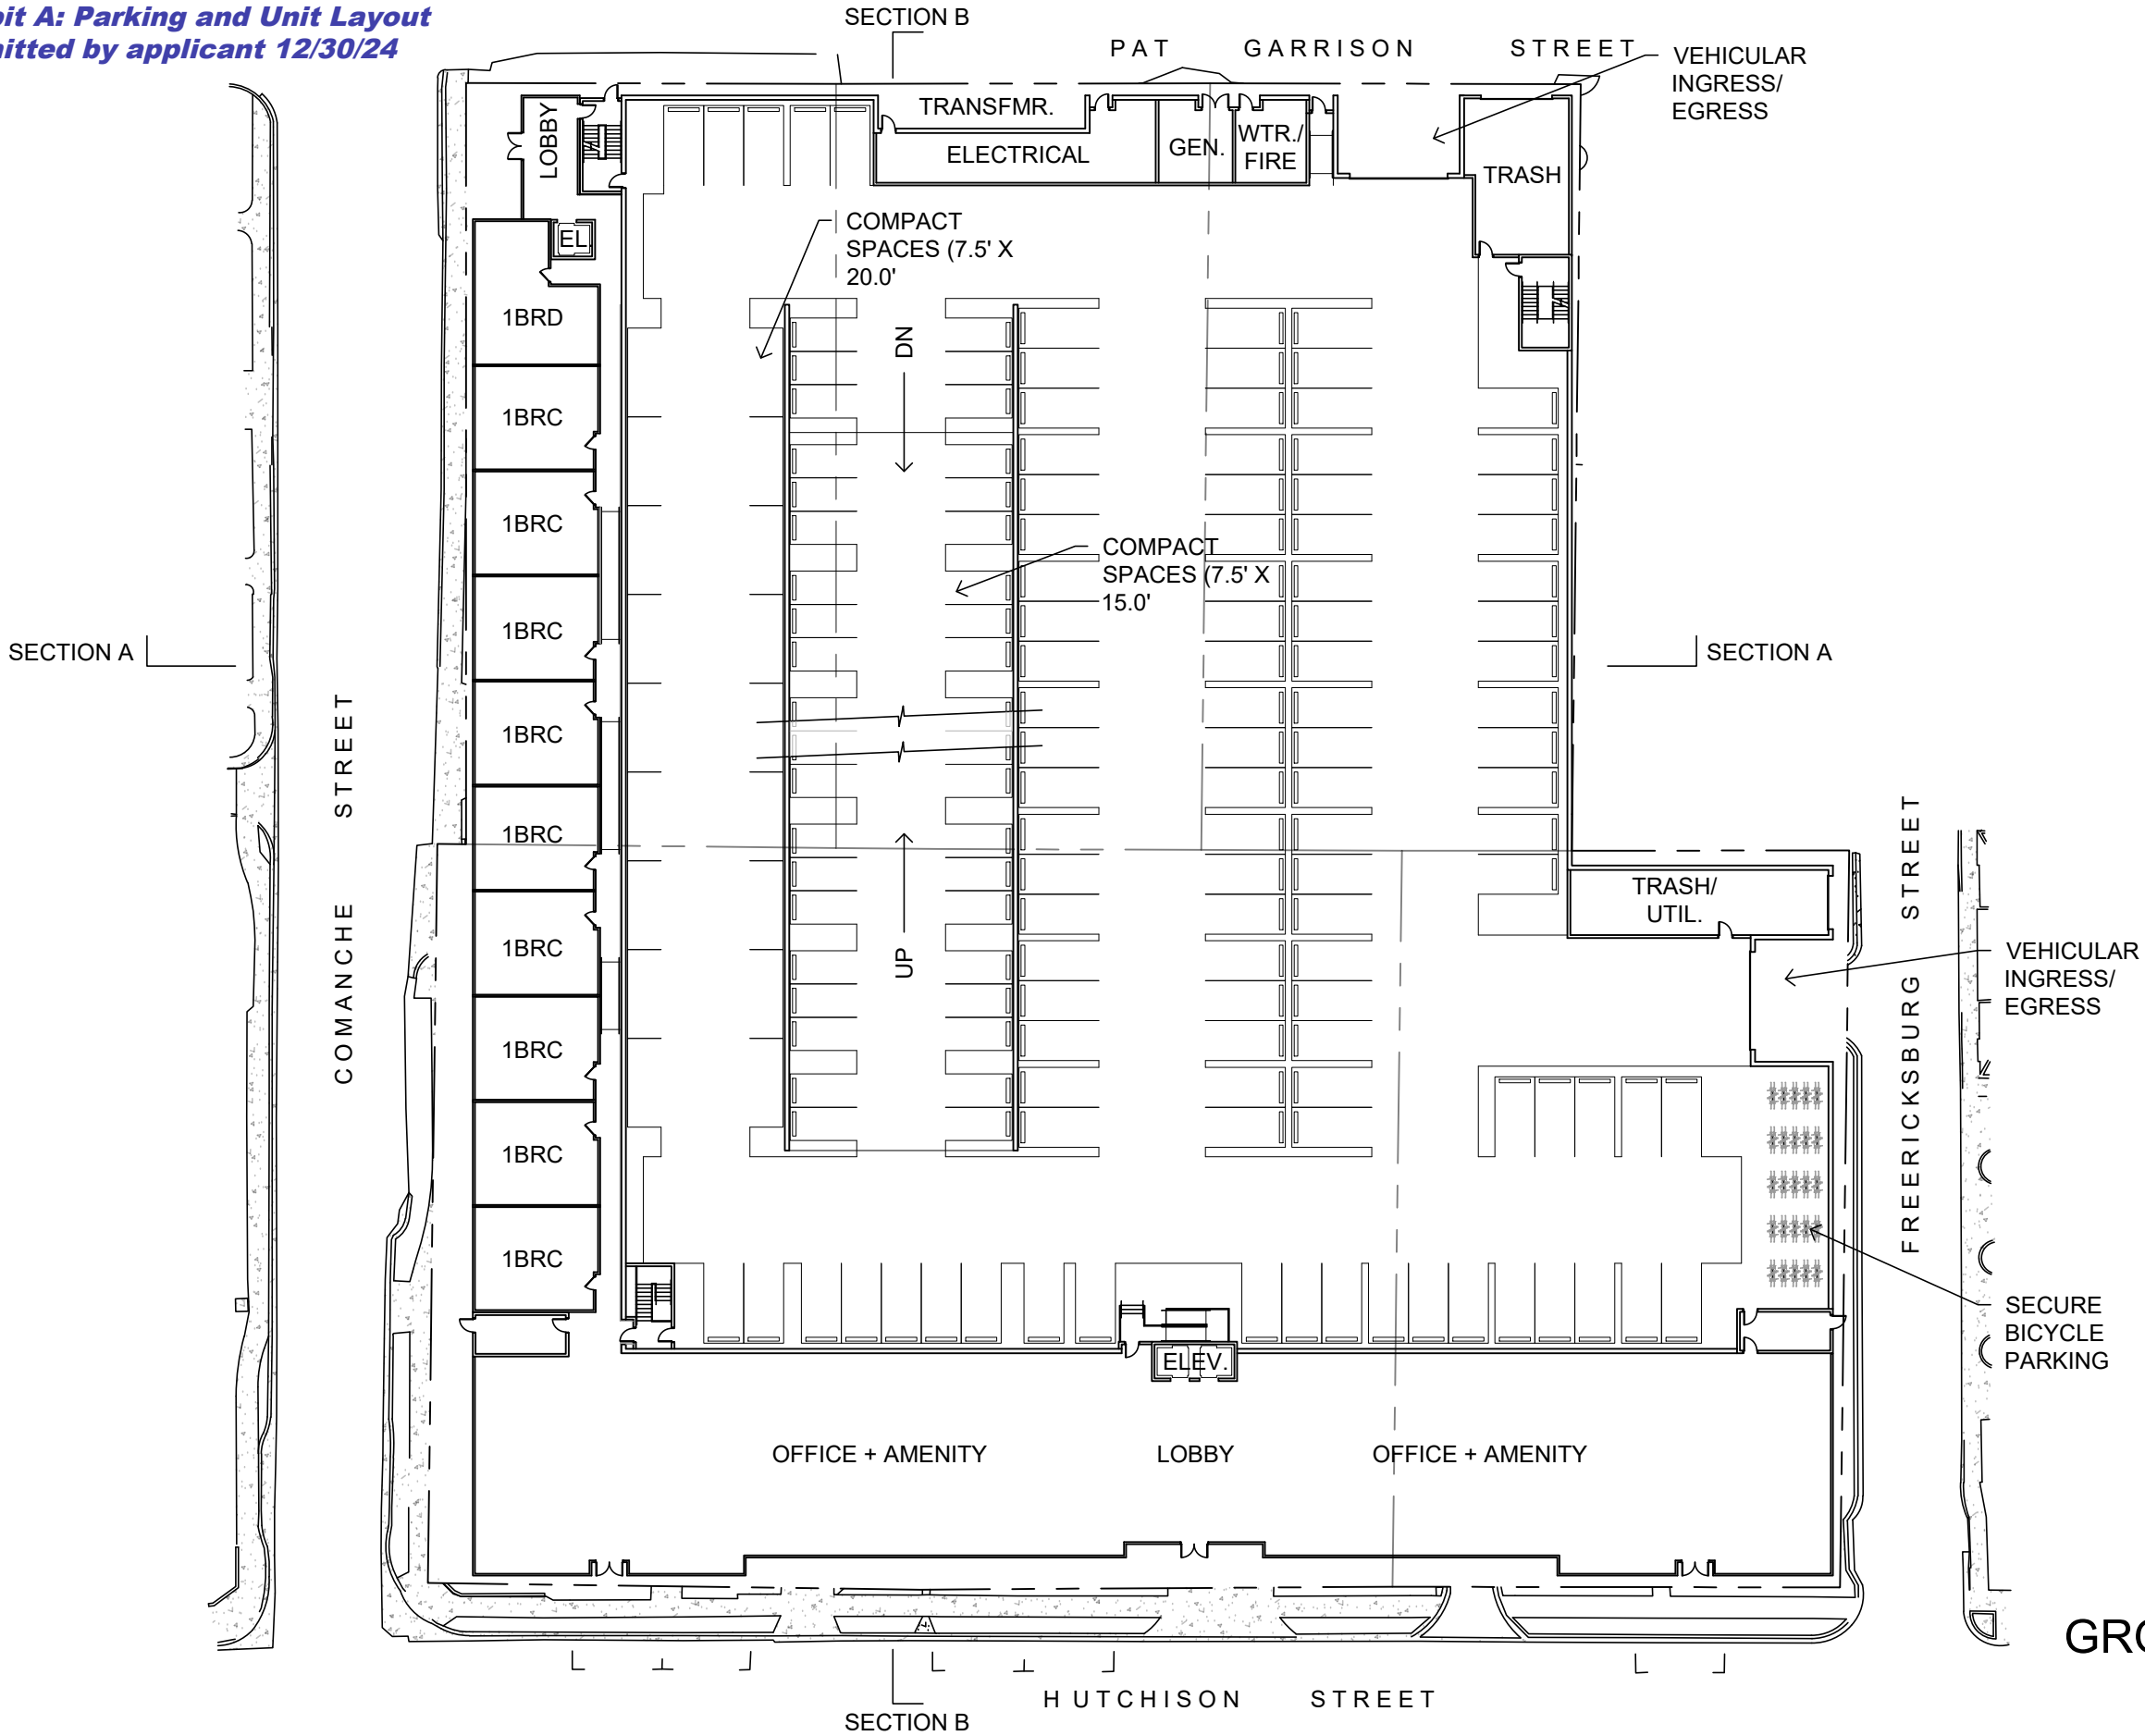 bit A: Parking and Unit Layout
mitted by applicant 12/30/24
SECTION B
PAT GARRISON STREET
VEHICULAR
INGRESS/
EGRESS
LOBBY
TRANSFMR.
ELECTRICAL
GEN.
WTR./
FIRE
TRASH
EL.
COMPACT
SPACES (7.5' X
20.0'
DN
1BRD
1BRC
1BRC
COMPACT
SPACES (7.5' X
15.0'
1BRC
SECTION A
SECTION A
COMANCHE STREET
1BRC
1BRC
1BRC
UP
TRASH/
UTIL.
FREERICKSBURG STREET
VEHICULAR
INGRESS/
EGRESS
1BRC
1BRC
1BRC
SECURE
BICYCLE
PARKING
ELEV.
OFFICE + AMENITY
LOBBY
OFFICE + AMENITY
HUTCHISON STREET
SECTION B